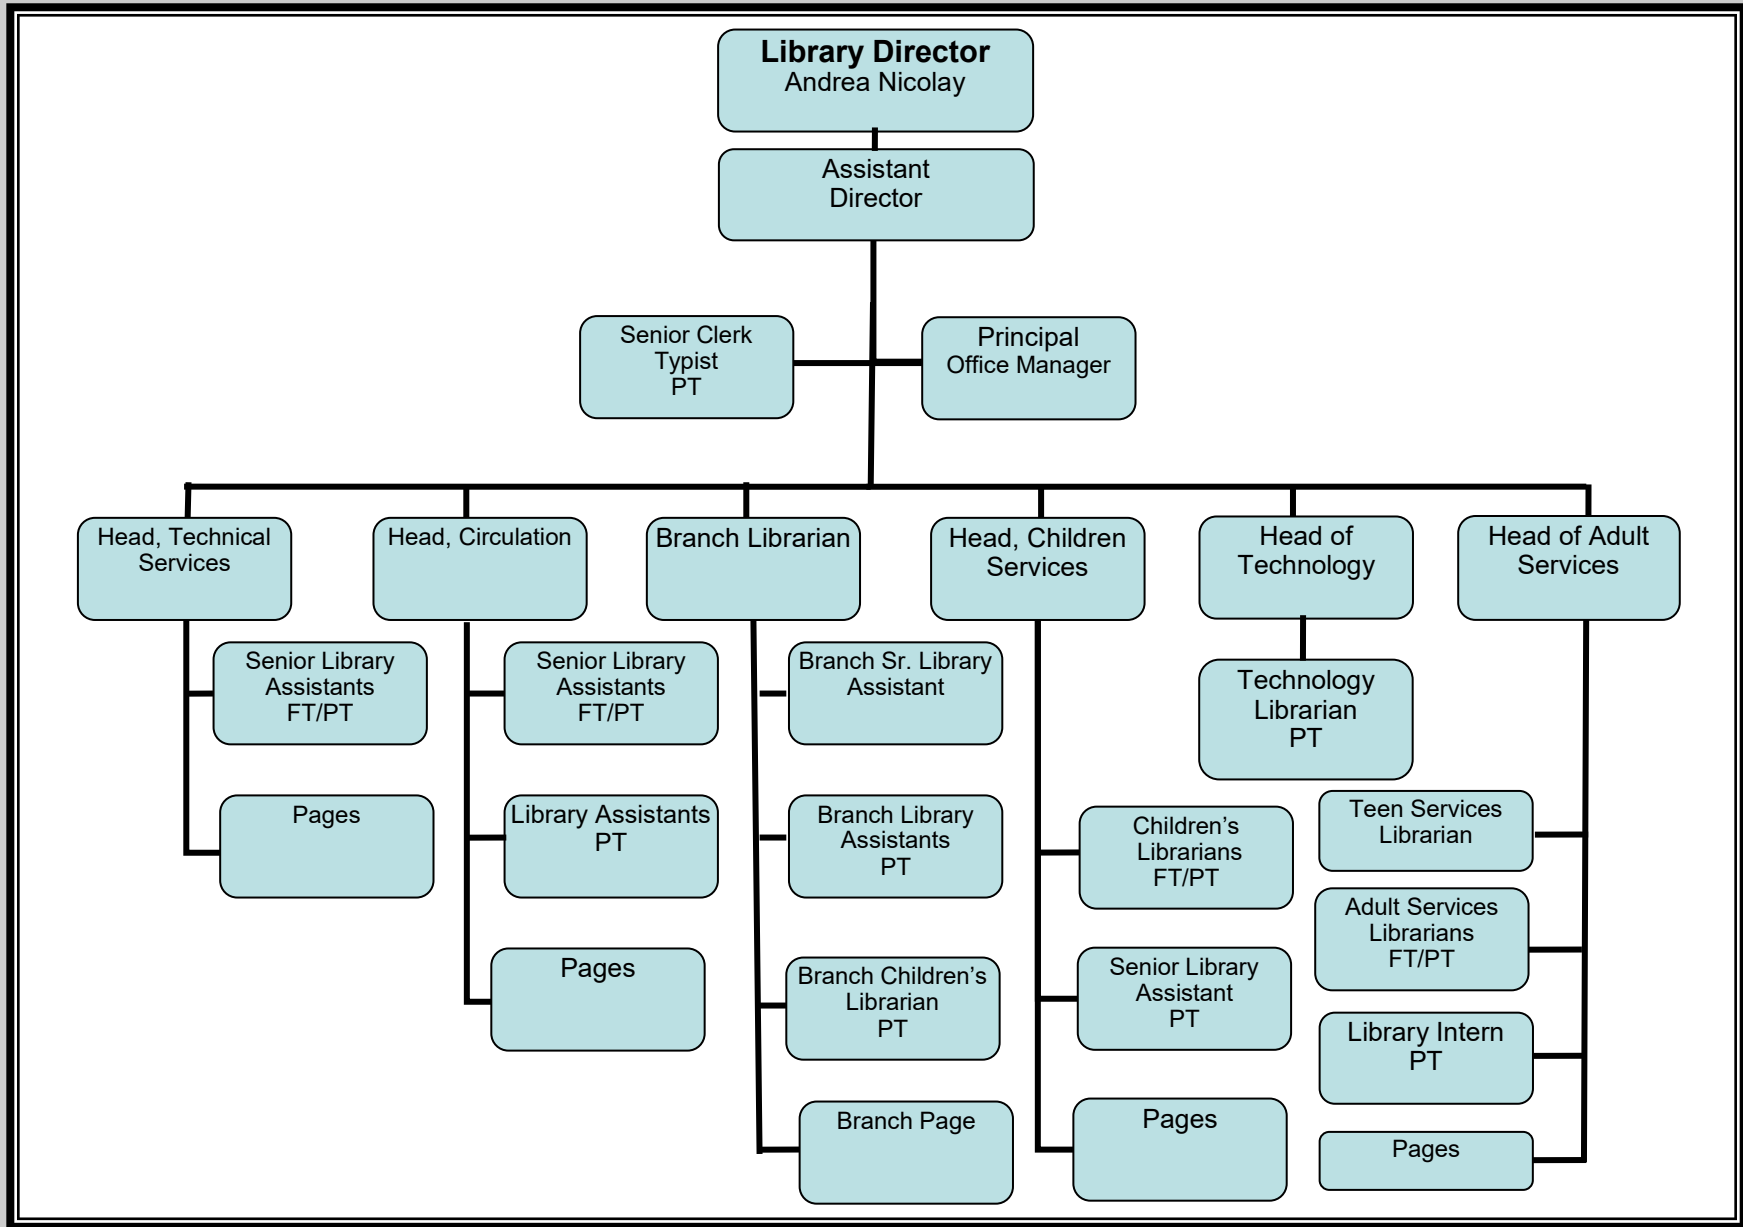 Library Director
Andrea Nicolay
Assistant
Director
Senior Clerk
Typist
PT
Principal
Office Manager
Head, Technical
Services
Head, Circulation
Branch Librarian
Head, Children
Services
Head of
Technology
Head of Adult
Services
Senior Library
Assistants
FT/PT
Pages
Senior Library
Assistants
FT/PT
Library Assistants
PT
Pages
Branch Sr. Library
Assistant
Branch Library
Assistants
PT
Branch Children’s
Librarian
PT
Branch Page
Children’s
Librarians
FT/PT
Senior Library
Assistant
PT
Pages
Technology
Librarian
PT
Teen Services
Librarian
Adult Services
Librarians
FT/PT
Library Intern
PT
Pages